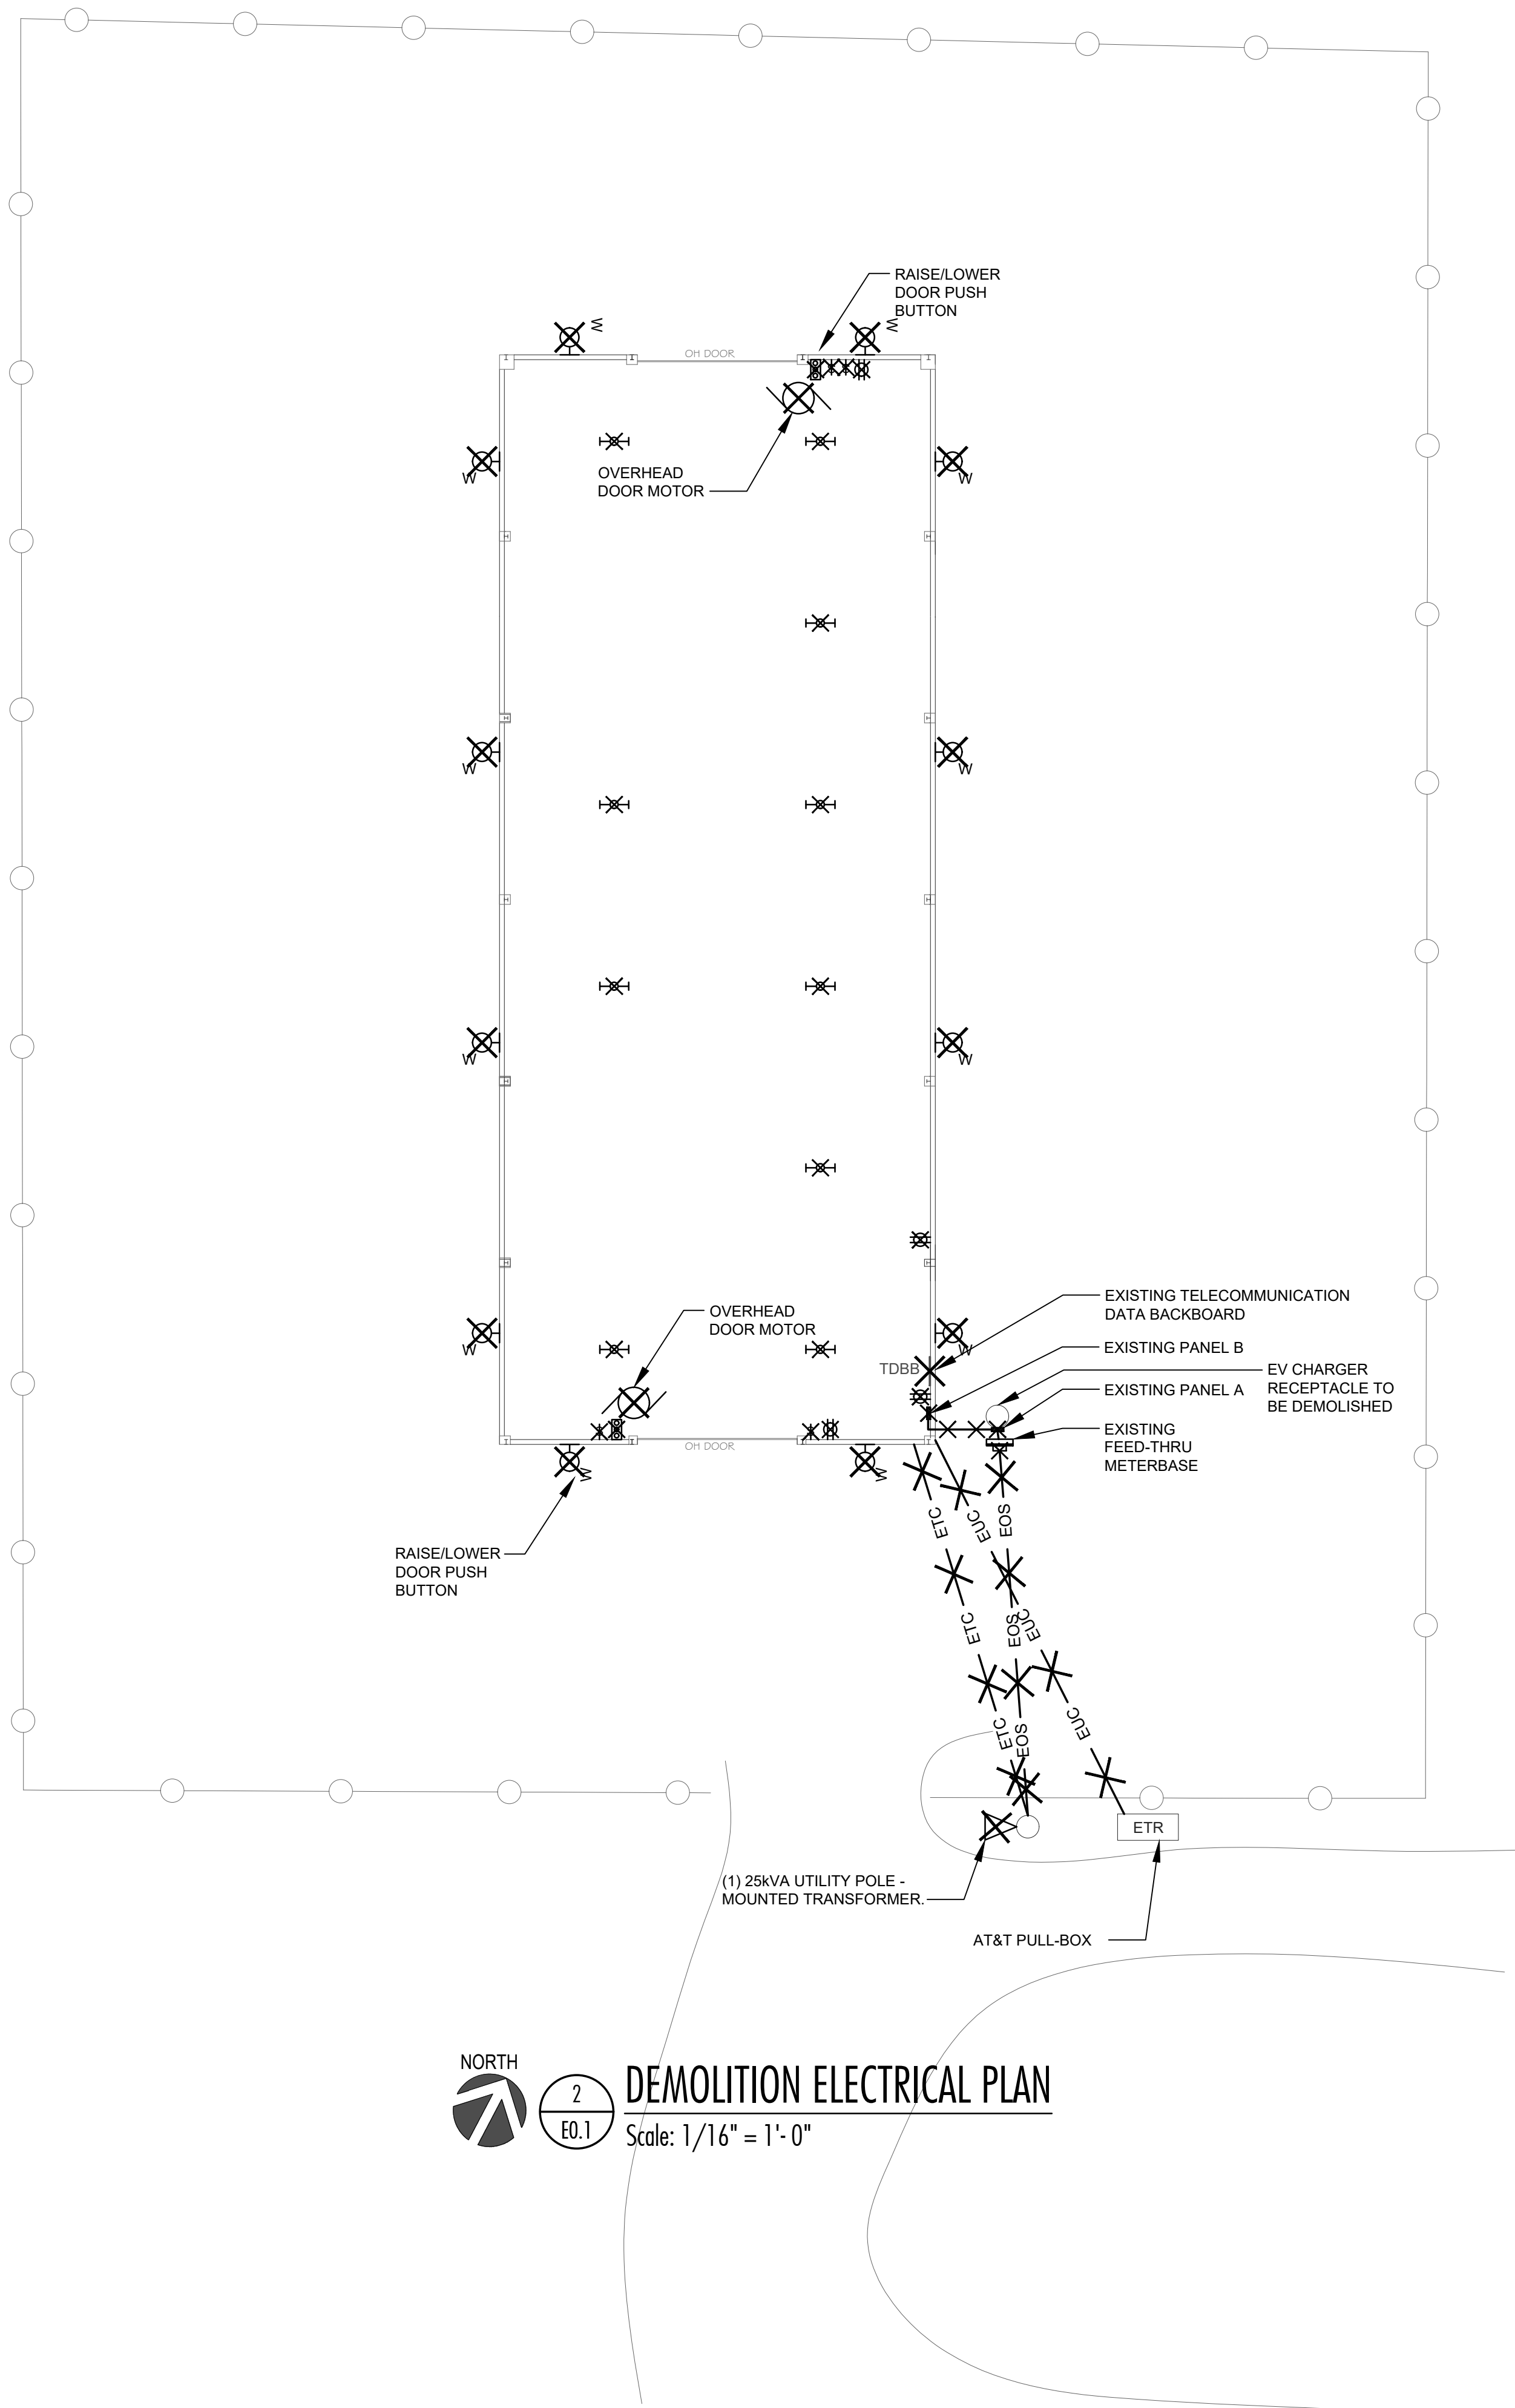 RAISE/LOWER
DOOR PUSH
BUTTON
W
W
OH DOOR
OVERHEAD
DOOR MOTOR
W
W
W
W
W
W
EXISTING TELECOMMUNICATION
DATA BACKBOARD
OVERHEAD
DOOR MOTOR
W
W
EXISTING PANEL B
TDBB
EV CHARGER
RECEPTACLE TO
BE DEMOLISHED
EXISTING PANEL A
EXISTING
FEED-THRU
METERBASE
OH DOOR
W
W
ETC
EUC
EOS
RAISE/LOWER
DOOR PUSH
BUTTON
ETC
EOS
EUC
ETC
EOS
EUC
ETR
(1) 25kVA UTILITY POLE -
MOUNTED TRANSFORMER.
AT&T PULL-BOX
NORTH
2
E0.1
DEMOLITION ELECTRICAL PLAN
Scale: 1/16" = 1'- 0"